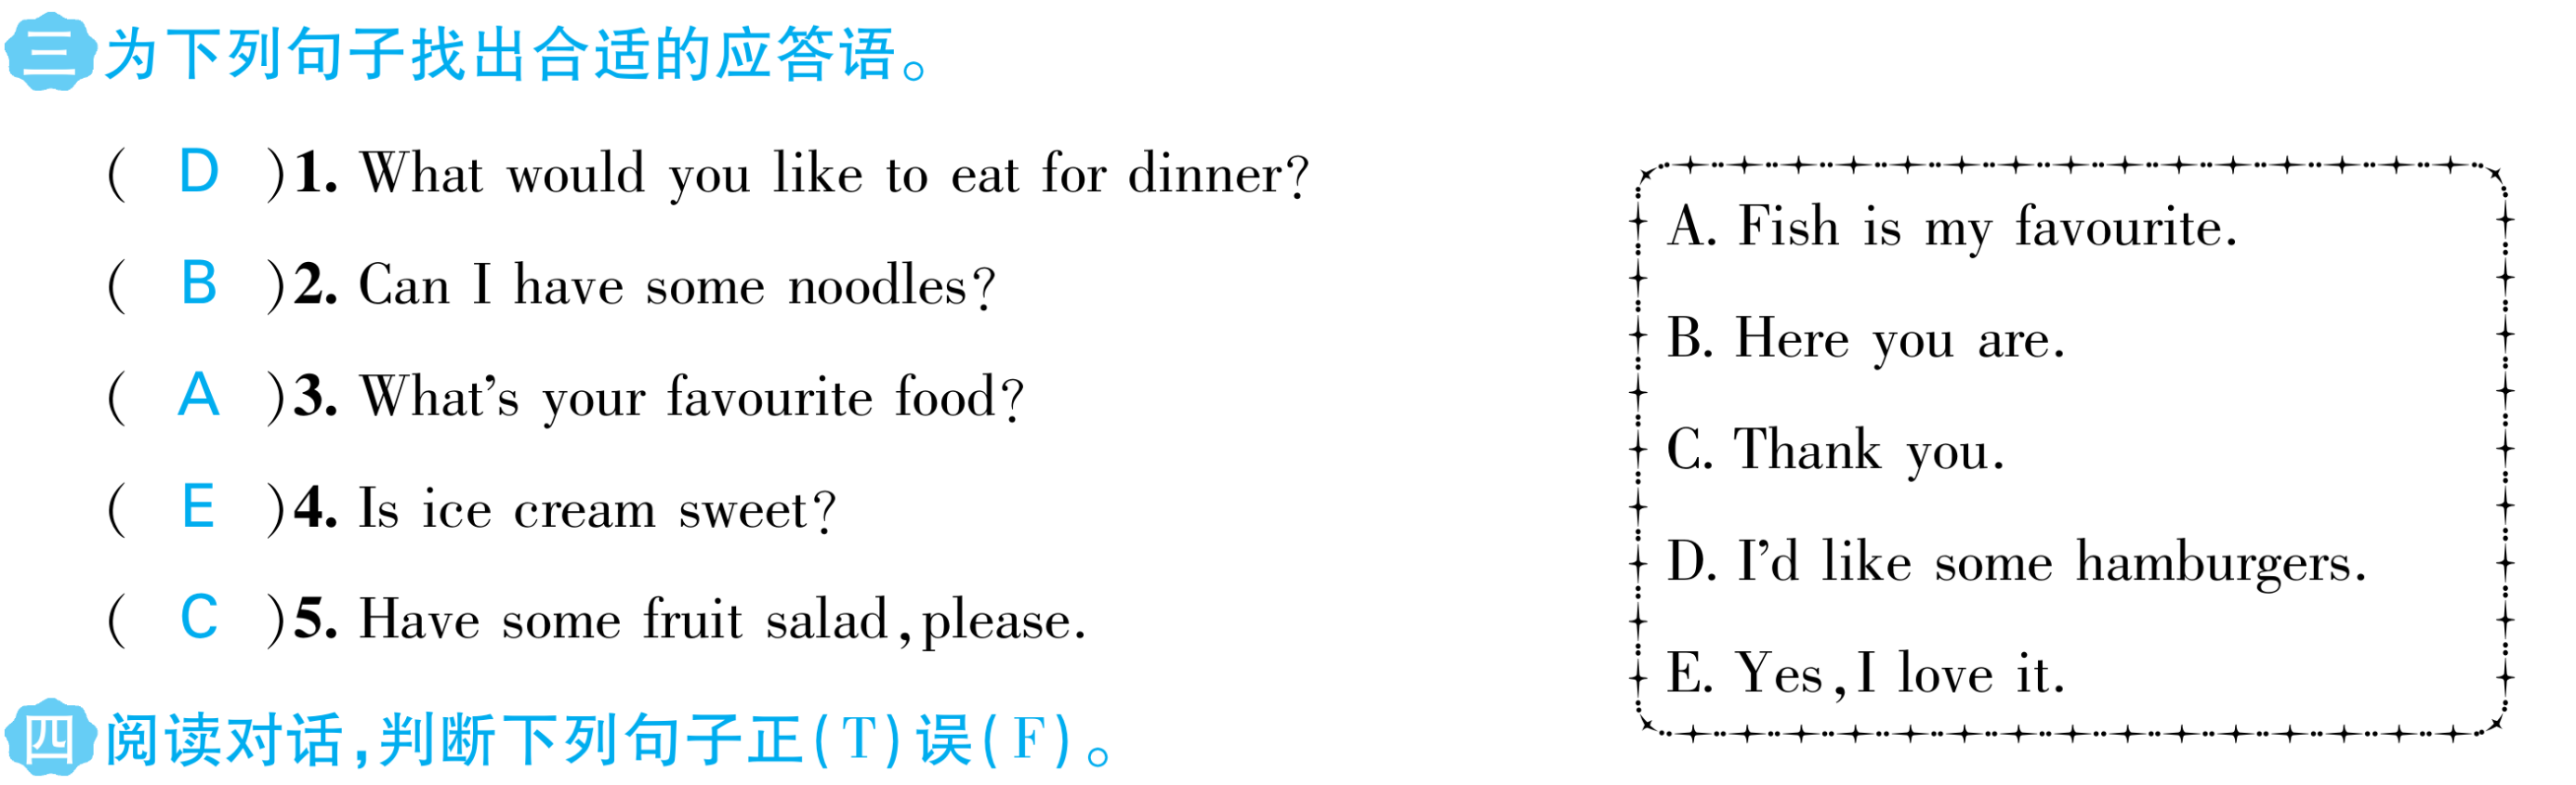 三 为下列句子找出合适的应答语。
( D )1. What would you like to eat for dinner?
( B )2. Can I have some noodles?
( A )3. What's your favourite food?
( E )4. Is ice cream sweet?
( C )5. Have some fruit salad,please.
A. Fish is my favourite.
B. Here you are.
C. Thank you.
D. I'd like some hamburgers.
E. Yes,I love it.
四 阅读对话,判断下列句子正(T)误(F)。